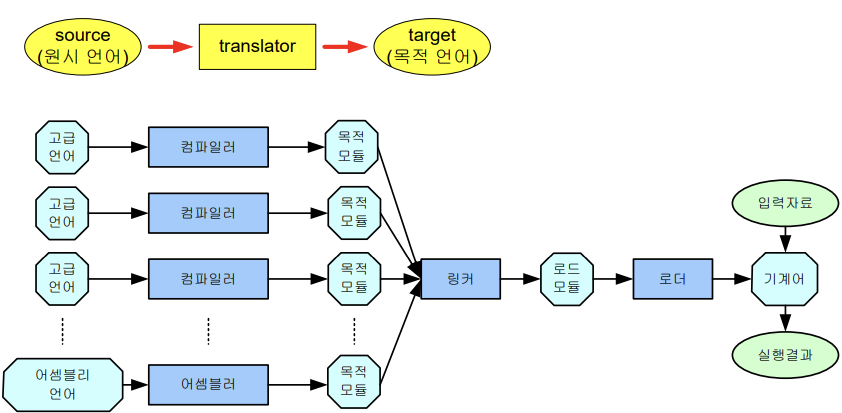 source
(원시 언어)
translator
target
(목적 언어)
고급
언어
컴파일러
목적
모듈
고급
언어
컴파일러
목적
모듈
입력자료
고급
언어
컴파일러
목적
모듈
링커
로드
모듈
로더
기계어
어셈블리
언어
어셈블러
목적
모듈
실행결과